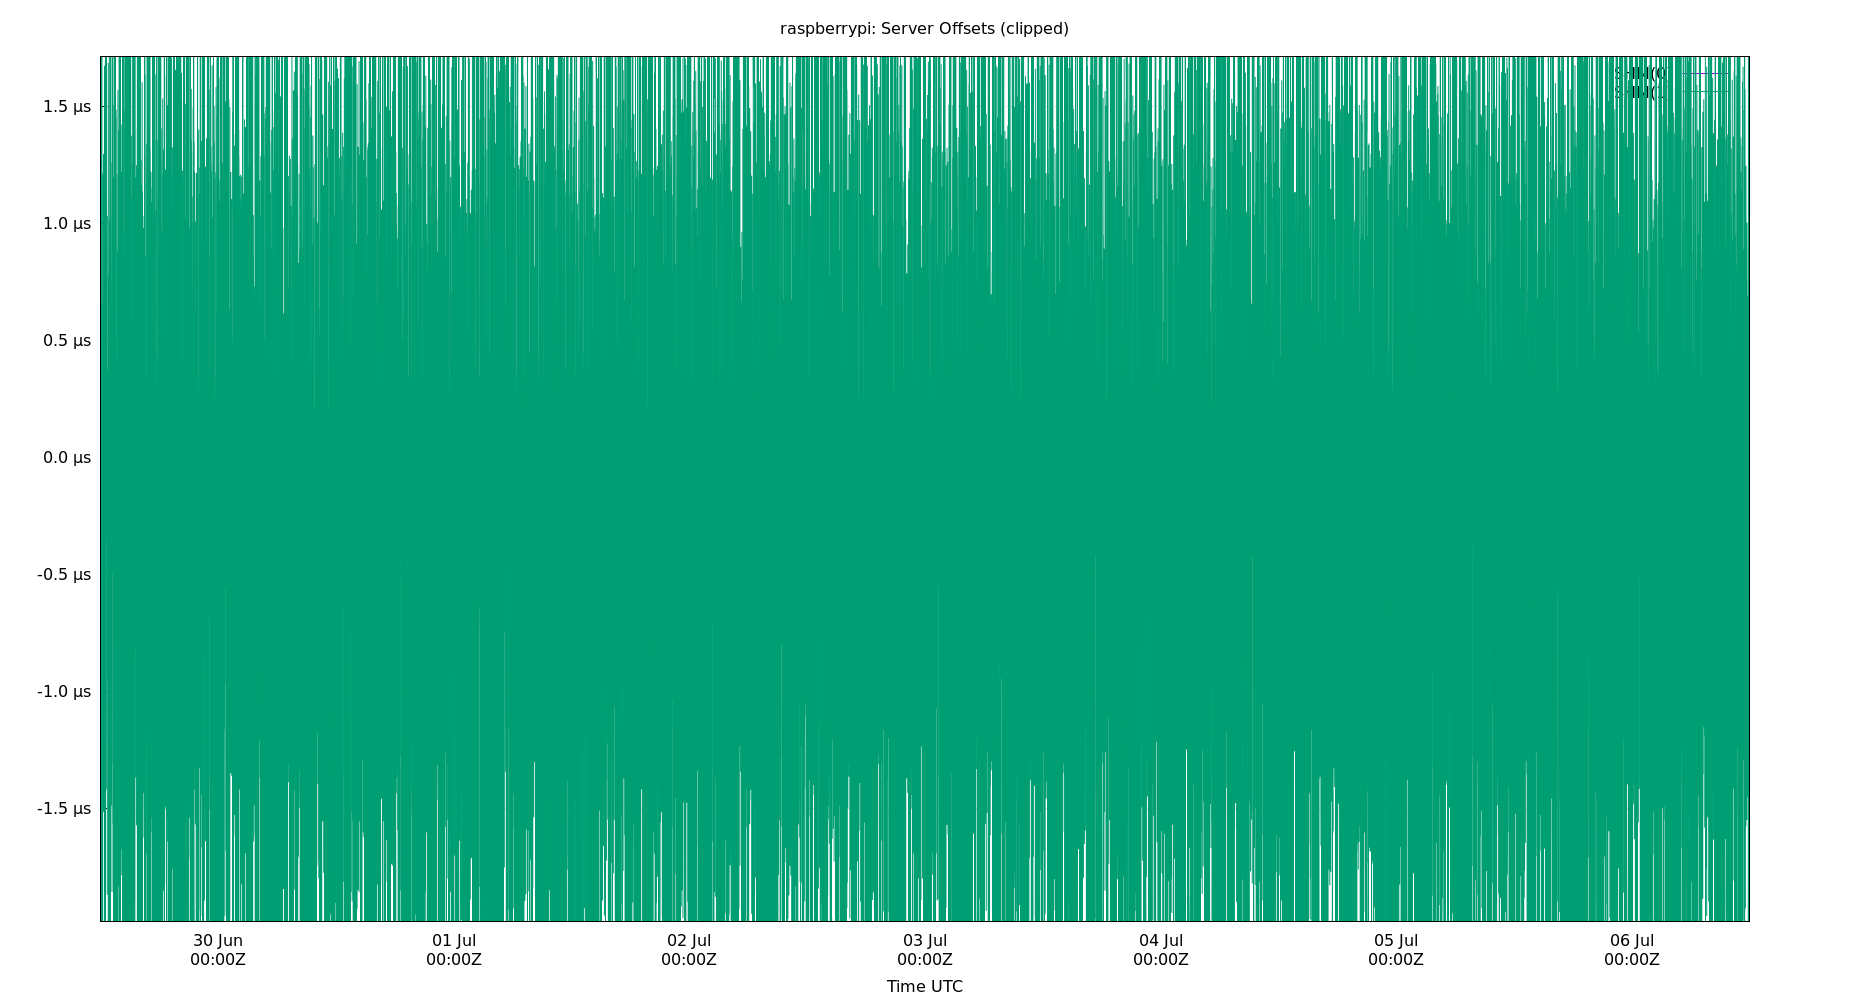 raspberrypi: Server Offsets (clipped)
1.5 µs
1.0 µs
0.5 µs
0.0 µs
-0.5 µs
-1.0 µs
-1.5 µs
30 Jun 01 Jul 02 Jul 03 Jul 04 Jul 05 Jul 06 Jul
00:00Z 00:00Z 00:00Z 00:00Z 00:00Z 00:00Z 00:00Z
Time UTC